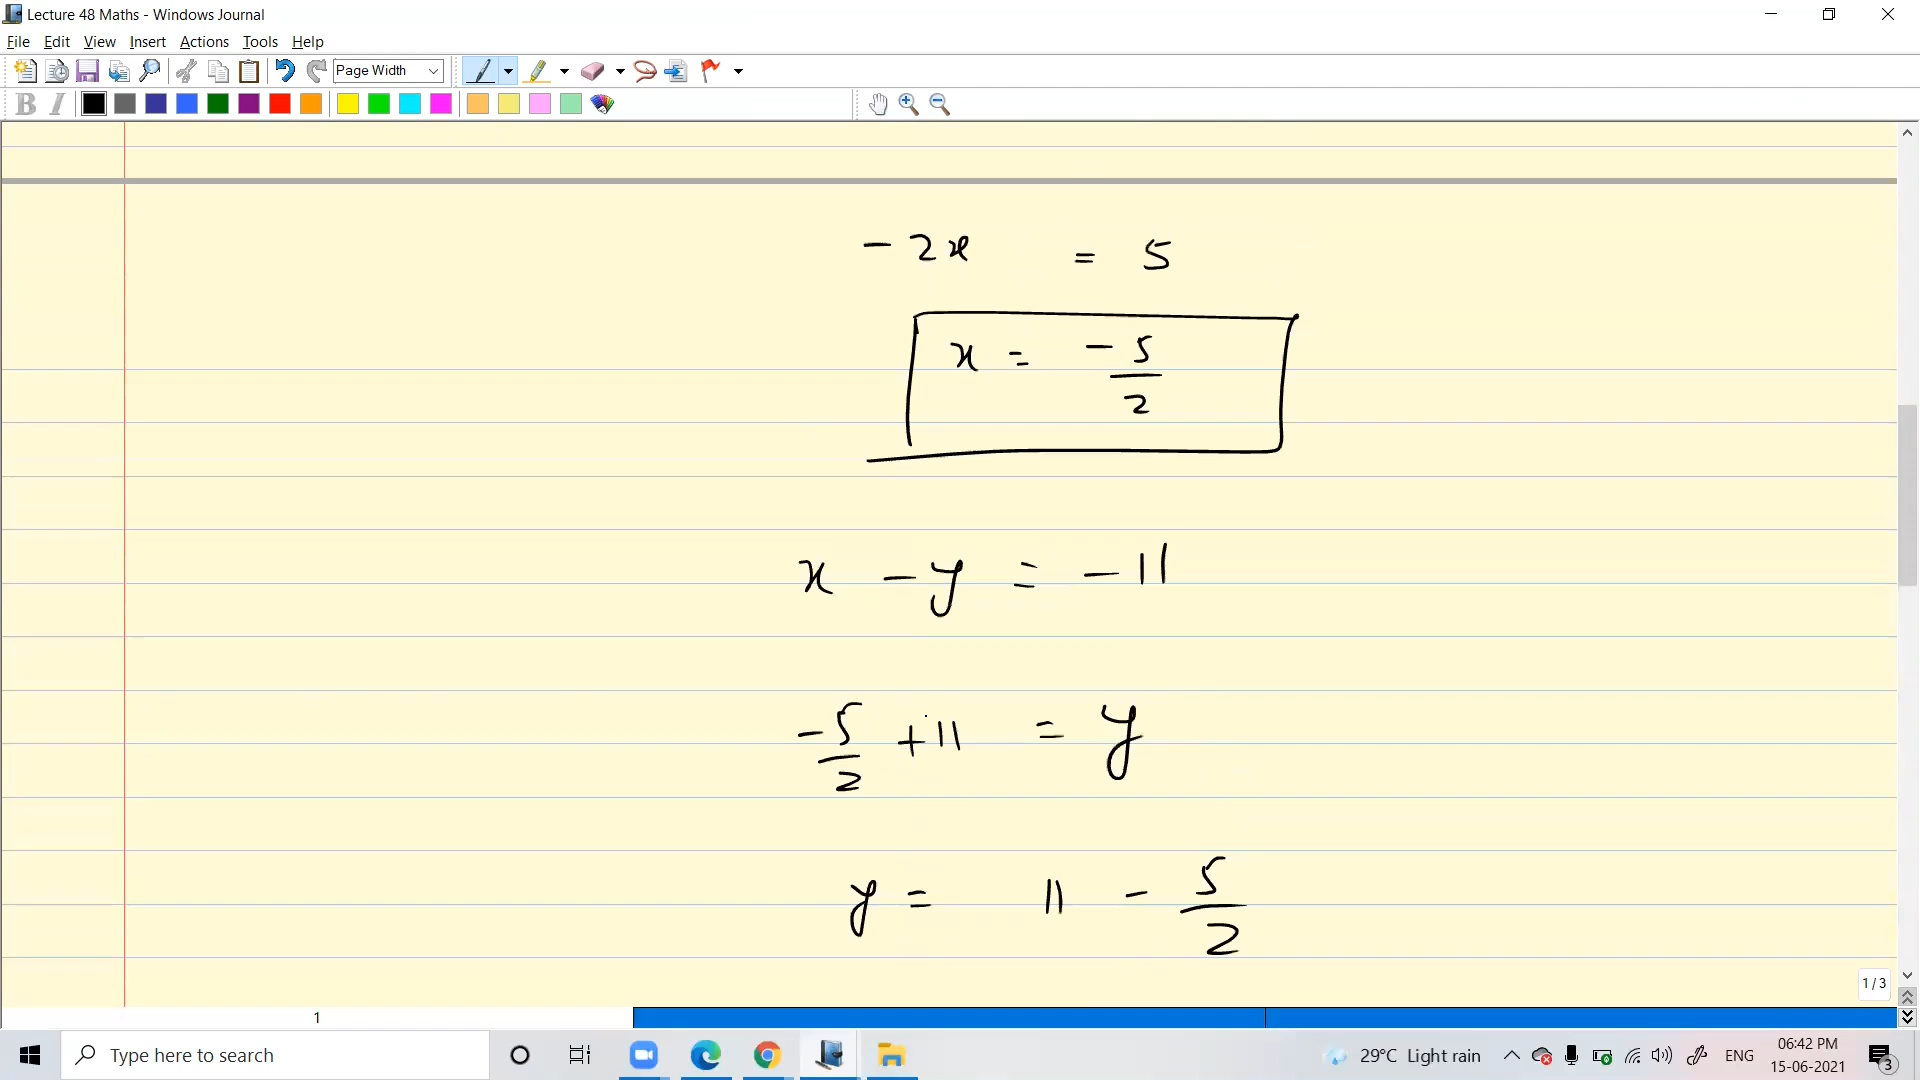 Lecture 48 Maths - Windows Journal
File Edit View Insert Actions Tools Help
Page Width
B I
- 2x = 5
x = -5/2
x - y = -11
-5/2 + 11 = y
y = 11 - 5/2
1 / 3
1
Type here to search
29°C Light rain
ENG
06:42 PM
15-06-2021
3